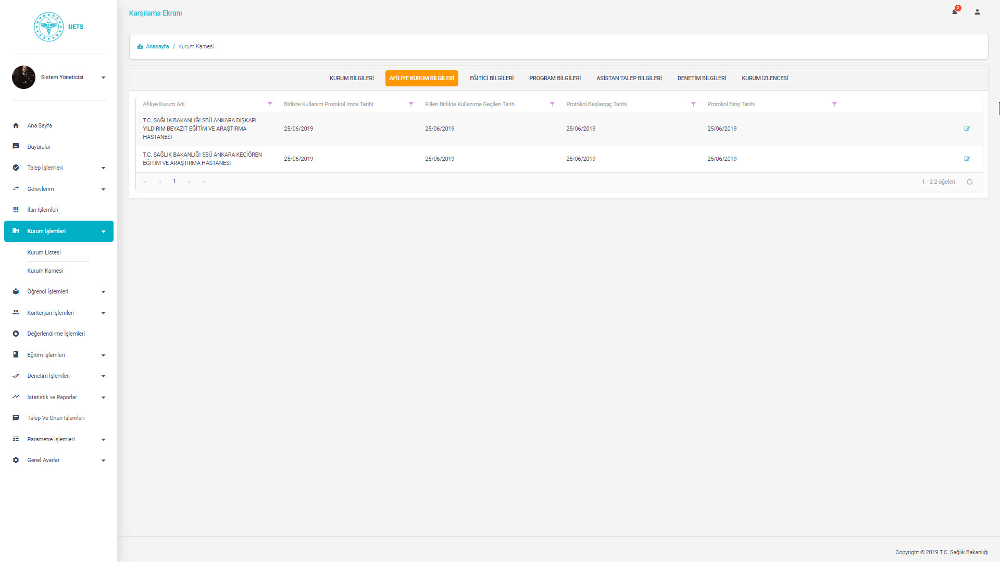 UETS
Sistem Yöneticisi
Ana Sayfa
Duyurular
Talep İşlemleri
Görevlerim
İlan İşlemleri
Kurum İşlemleri
Kurum Listesi
Kurum Karnesi
Öğrenci İşlemleri
Kontenjan İşlemleri
Değerlendirme İşlemleri
Eğitim İşlemleri
Denetim İşlemleri
İstatistik ve Raporlar
Talep Ve Öneri İşlemleri
Parametre İşlemleri
Genel Ayarlar
Karşılama Ekranı
0
Anasayfa / Kurum Karnesi
KURUM BİLGİLERİ AFİLİYE KURUM BİLGİLERİ EĞİTİCİ BİLGİLERİ PROGRAM BİLGİLERİ ASİSTAN TALEP BİLGİLERİ DENETİM BİLGİLERİ KURUM İZLENCESİ
Afiliye Kurum Adı Birlikte Kullanım Protokol İmza Tarihi Fiilen Birlikte Kullanıma Geçilen Tarih Protokol Başlangıç Tarihi Protokol Bitiş Tarihi
T.C. SAĞLIK BAKANLIĞI SBÜ ANKARA DIŞKAPI
YILDIRIM BEYAZIT EĞİTİM VE ARAŞTIRMA
HASTANESİ
25/06/2019 25/06/2019 25/06/2019 25/06/2019
T.C. SAĞLIK BAKANLIĞI SBÜ ANKARA KEÇİÖREN
EĞİTİM VE ARAŞTIRMA HASTANESİ
25/06/2019 25/06/2019 25/06/2019 25/06/2019
1
1 - 2 2 öğeleri
Copyright © 2019 T.C. Sağlık Bakanlığı